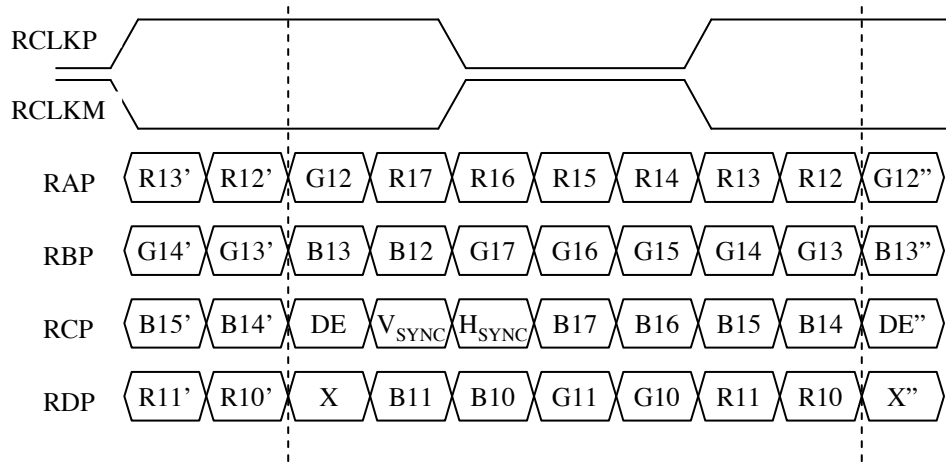 RCLKP
RCLKM
RAP R13’ R12’ G12 R17 R16 R15 R14 R13 R12 G12”
RBP G14’ G13’ B13 B12 G17 G16 G15 G14 G13 B13”
RCP B15’ B14’ DE VSYNC HSYNC B17 B16 B15 B14 DE”
RDP R11’ R10’ X B11 B10 G11 G10 R11 R10 X”